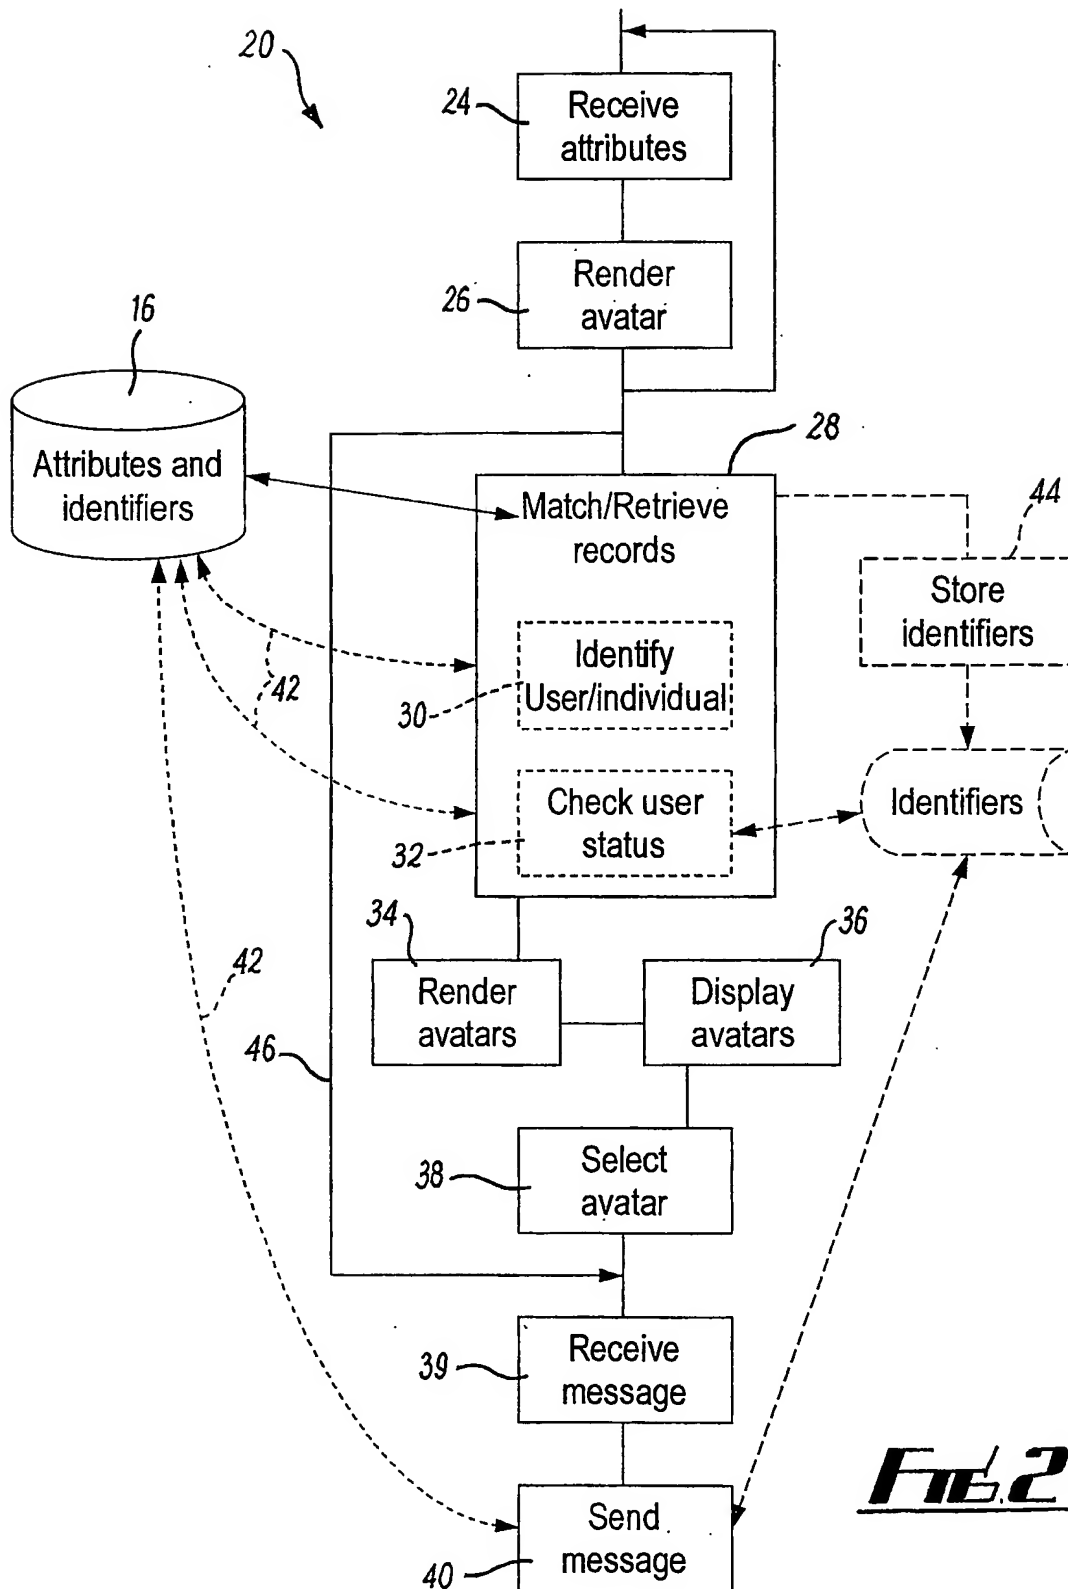 20
24
Receive
attributes
26
Render
avatar
16
Attributes and
identifiers
28
Match/Retrieve
records
44
Store
identifiers
42
30
Identify
User/individual
32
Check user
status
Identifiers
34
Render
avatars
36
Display
avatars
42
46
38
Select
avatar
39
Receive
message
40
Send
message
FIG. 2